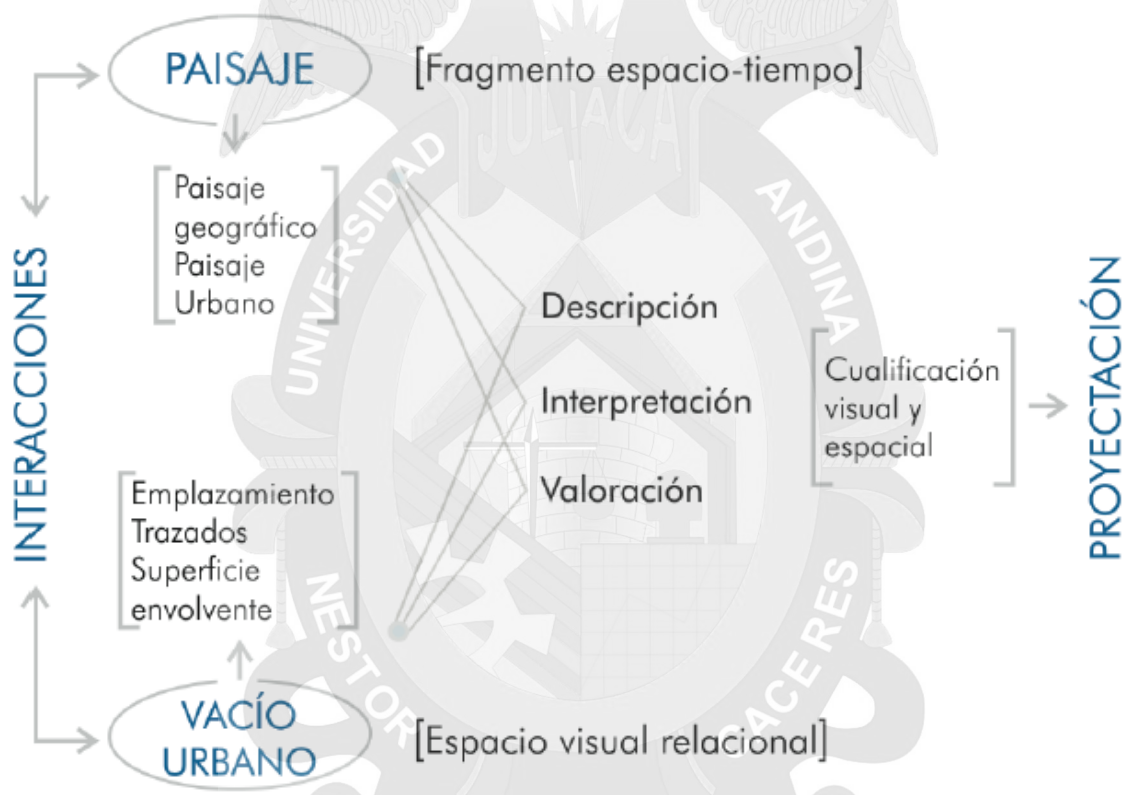 PAISAJE
[Fragmento espacio-tiempo]
Paisaje
geográfico
Paisaje
Urbano
INTERACCIONES
Descripción
Interpretación
Valoración
Cualificación
visual y
espacial
PROYECTACIÓN
Emplazamiento
Trazados
Superficie
envolvente
VACÍO
URBANO
[Espacio visual relacional]
UNIVERSIDAD
ANDINA
NESTOR
CACERES
JULIACA